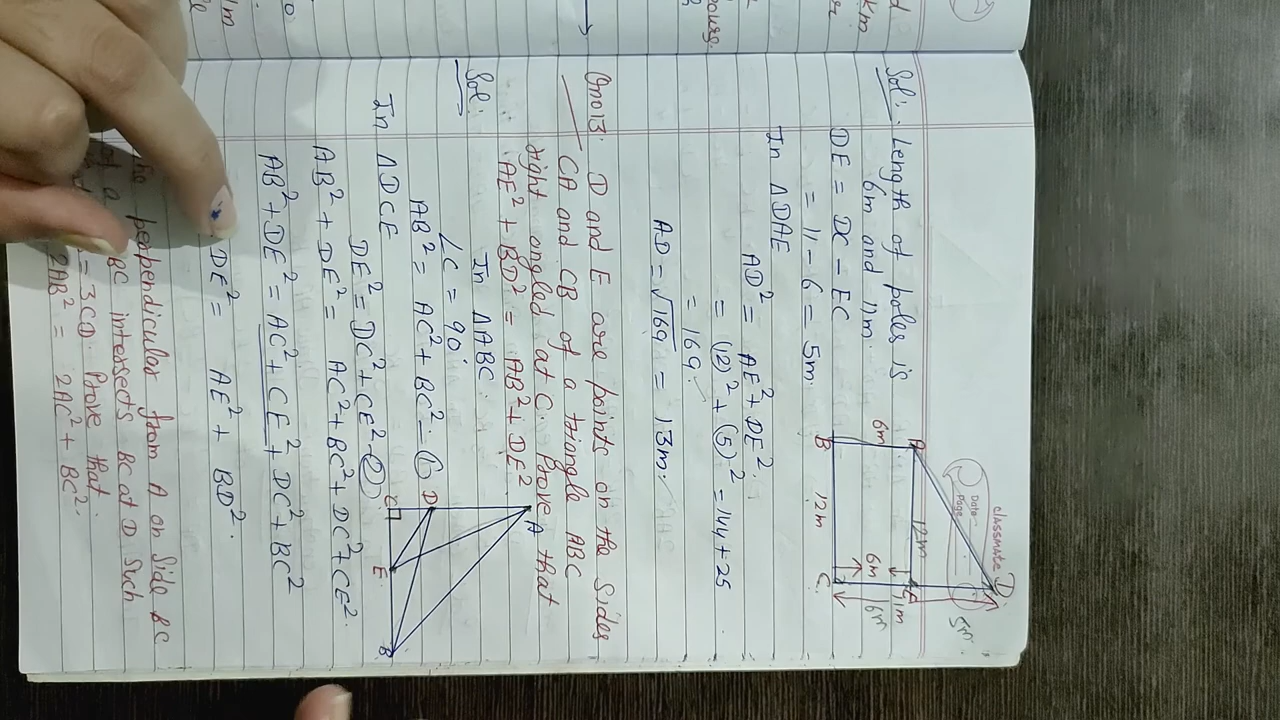 classmate
Date
Page
Sol: Length of poles is
6m and 11m.
DE = DC - EC
= 11 - 6 = 5m.
In ΔDAE
AD² = AE² + DE².
= (12)² + (5)² = 144 + 25
= 169.
AD = √169 = 13m.
A
D
E
B
C
6m
12m
12m
6m
11m
6m
5m
Qno13: D and E are points on the Sides
CA and CB of a triangle ABC
right angled at C. Prove that
AE² + BD² = AB² + DE²
Sol: In ΔABC.
∠C = 90°.
AB² = AC² + BC² - ①
In ΔDCE
DE² = DC² + CE² - ②
AB² + DE² = AC² + BC² + DC² + CE².
AB² + DE² = AC² + CE² + DC² + BC²
DE² = AE² + BD².
A
D
C
E
B
perpendicular from A on Side BC
of a BC intersects BC at D Such
= 3CD. Prove that.
2AB² = 2AC² + BC².
km